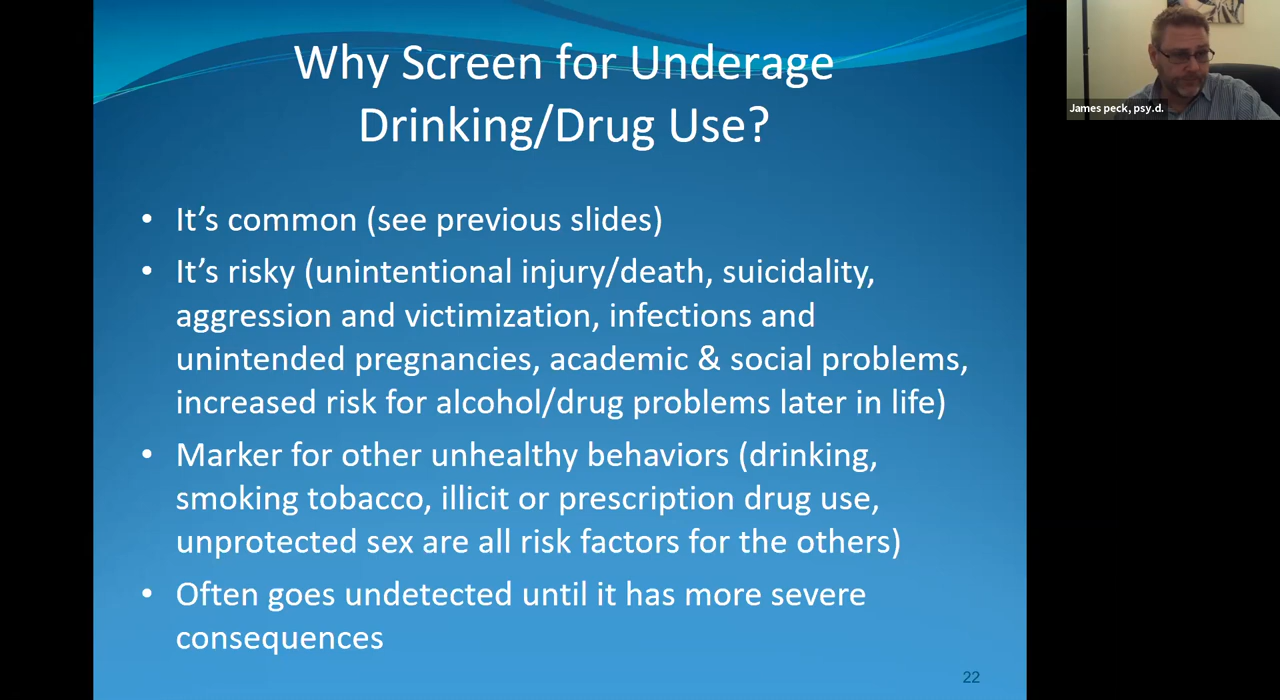 Why Screen for Underage
Drinking/Drug Use?
• It’s common (see previous slides)
• It’s risky (unintentional injury/death, suicidality,
aggression and victimization, infections and
unintended pregnancies, academic & social problems,
increased risk for alcohol/drug problems later in life)
• Marker for other unhealthy behaviors (drinking,
smoking tobacco, illicit or prescription drug use,
unprotected sex are all risk factors for the others)
• Often goes undetected until it has more severe
consequences
22
James peck, psy.d.